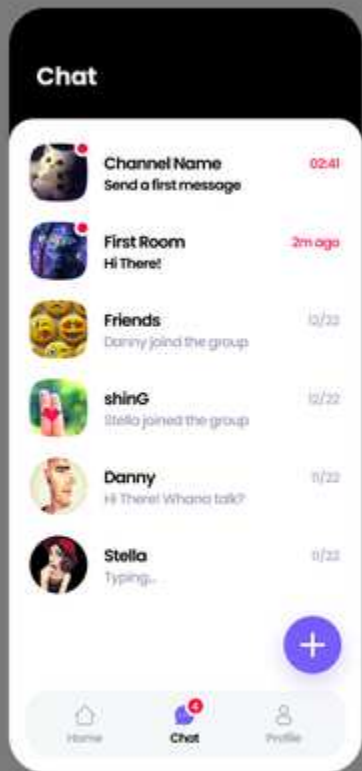 Chat
Channel Name 02:41
Send a first message
First Room 2m ago
Hi There!
Friends 12/22
Danny joind the group
shinG 12/22
Stella joined the group
Danny 11/22
Hi There! Whana talk?
Stella 11/22
Typing...
4
Home Chat Profile